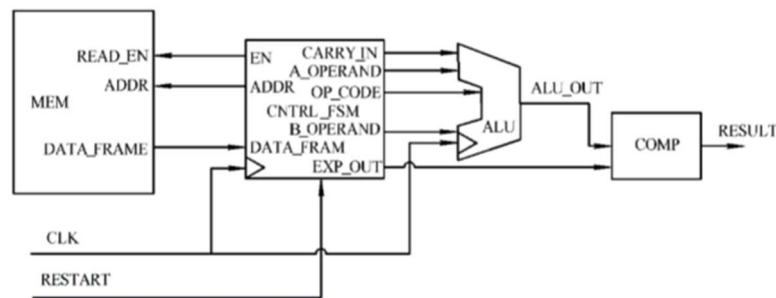 READ_EN
ADDR
MEM
DATA_FRAME
EN
ADDR
CNTRL_FSM
DATA_FRAM
CARRY_IN
A_OPERAND
OP_CODE
B_OPERAND
EXP_OUT
ALU
ALU_OUT
COMP
RESULT
CLK
RESTART